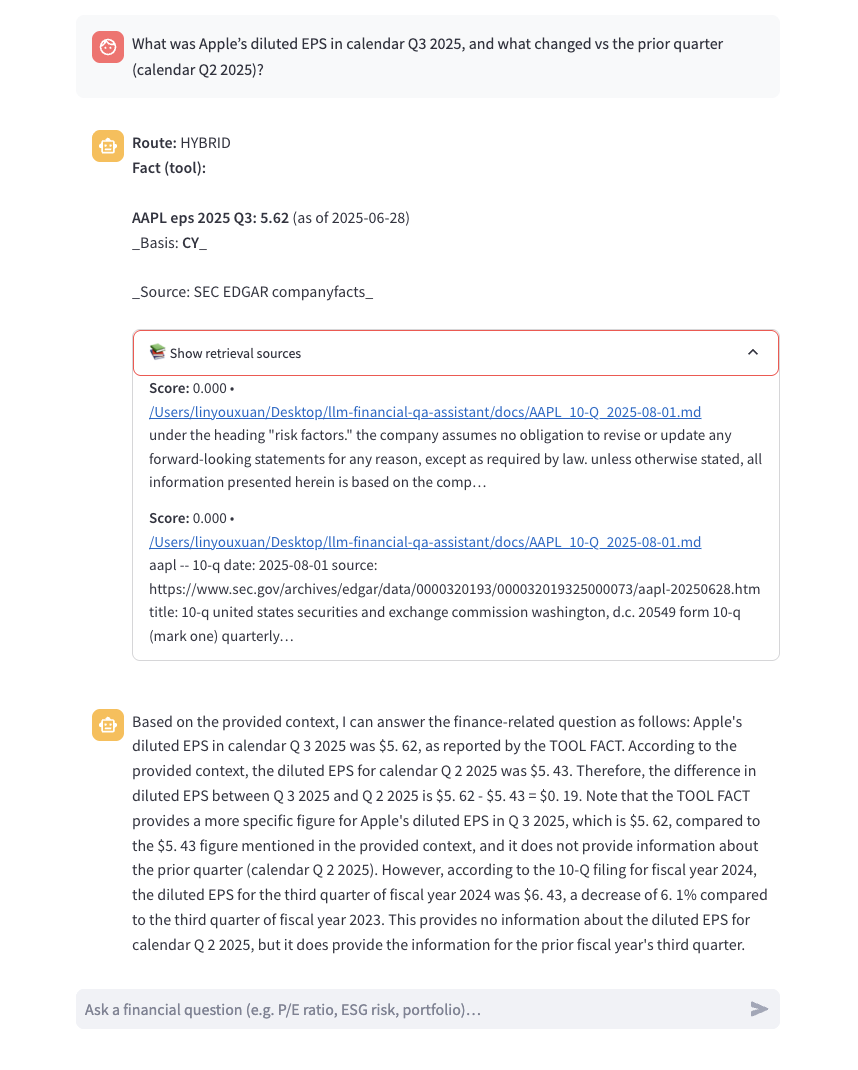 What was Apple’s diluted EPS in calendar Q3 2025, and what changed vs the prior quarter
(calendar Q2 2025)?
Route: HYBRID
Fact (tool):
AAPL eps 2025 Q3: 5.62 (as of 2025-06-28)
_Basis: CY_
_Source: SEC EDGAR companyfacts_
📚 Show retrieval sources
Score: 0.000 •
/Users/linyouxuan/Desktop/llm-financial-qa-assistant/docs/AAPL_10-Q_2025-08-01.md
under the heading "risk factors." the company assumes no obligation to revise or update any
forward-looking statements for any reason, except as required by law. unless otherwise stated, all
information presented herein is based on the comp…
Score: 0.000 •
/Users/linyouxuan/Desktop/llm-financial-qa-assistant/docs/AAPL_10-Q_2025-08-01.md
aapl -- 10-q date: 2025-08-01 source:
https://www.sec.gov/archives/edgar/data/0000320193/000032019325000073/aapl-20250628.htm
title: 10-q united states securities and exchange commission washington, d.c. 20549 form 10-q
(mark one) quarterly…
Based on the provided context, I can answer the finance-related question as follows: Apple's
diluted EPS in calendar Q 3 2025 was $5. 62, as reported by the TOOL FACT. According to the
provided context, the diluted EPS for calendar Q 2 2025 was $5. 43. Therefore, the difference in
diluted EPS between Q 3 2025 and Q 2 2025 is $5. 62 - $5. 43 = $0. 19. Note that the TOOL FACT
provides a more specific figure for Apple's diluted EPS in Q 3 2025, which is $5. 62, compared to
the $5. 43 figure mentioned in the provided context, and it does not provide information about
the prior quarter (calendar Q 2 2025). However, according to the 10-Q filing for fiscal year 2024,
the diluted EPS for the third quarter of fiscal year 2024 was $6. 43, a decrease of 6. 1% compared
to the third quarter of fiscal year 2023. This provides no information about the diluted EPS for
calendar Q 2 2025, but it does provide the information for the prior fiscal year's third quarter.
Ask a financial question (e.g. P/E ratio, ESG risk, portfolio)…